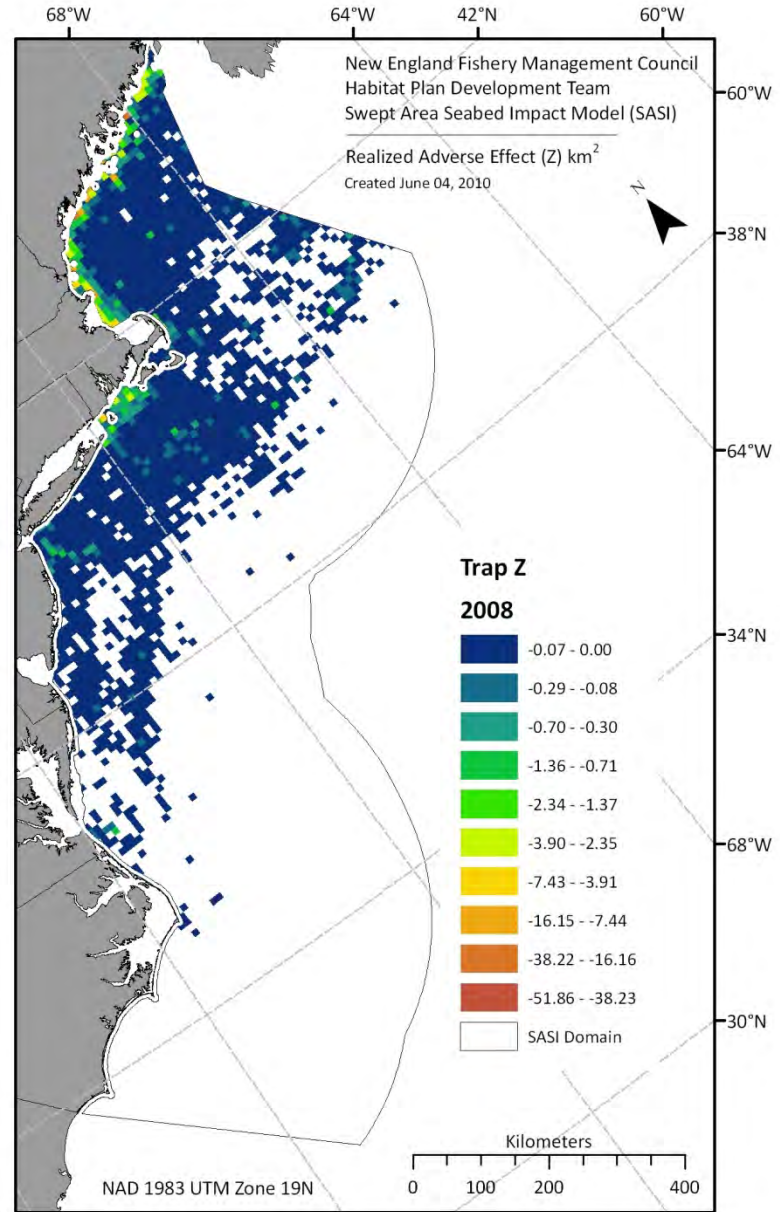 68°W 64°W 42°N 60°W
New England Fishery Management Council
Habitat Plan Development Team
Swept Area Seabed Impact Model (SASI)
Realized Adverse Effect (Z) km²
Created June 04, 2010
N
60°W
38°N
64°W
34°N
68°W
30°N
Trap Z
2008
-0.07 - 0.00
-0.29 - -0.08
-0.70 - -0.30
-1.36 - -0.71
-2.34 - -1.37
-3.90 - -2.35
-7.43 - -3.91
-16.15 - -7.44
-38.22 - -16.16
-51.86 - -38.23
SASI Domain
Kilometers
0 100 200 400
NAD 1983 UTM Zone 19N